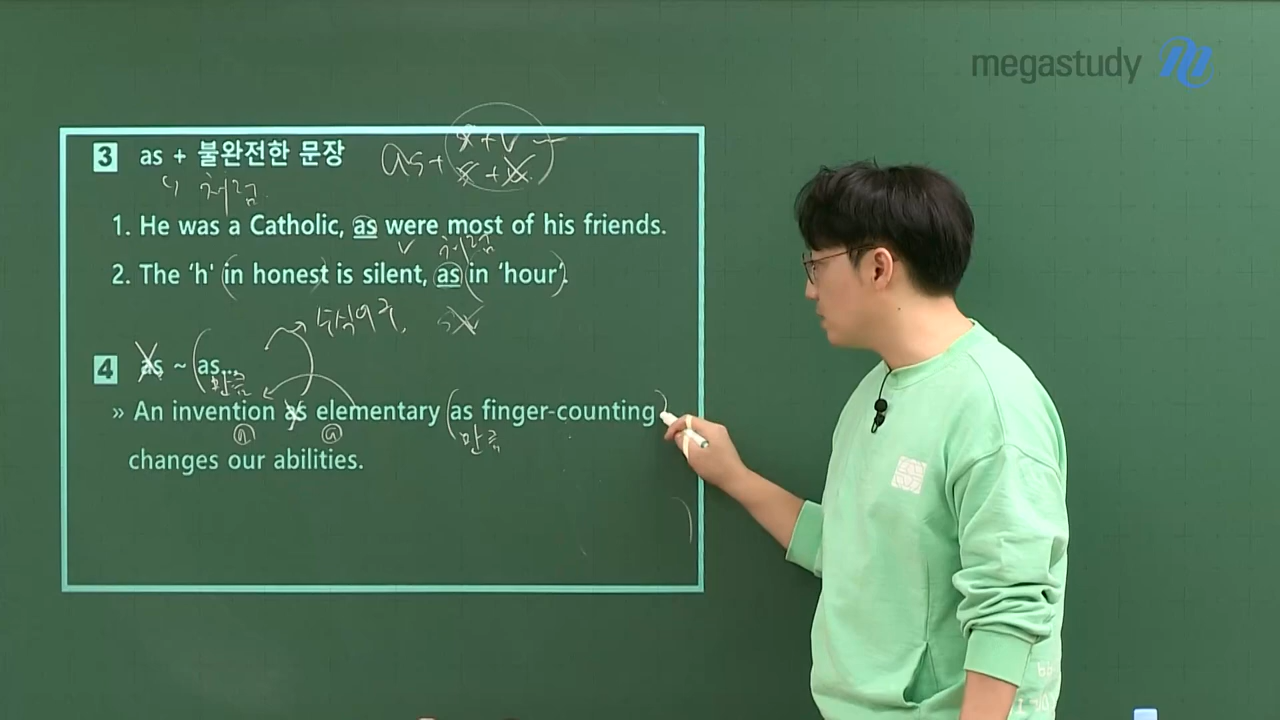 megastudy
3 as + 불완전한 문장
as+
처럼
1. He was a Catholic, as were most of his friends.
v 처럼
2. The ‘h’ (in honest is silent, as (in ‘hour’).
수식어구
4 as ~ (as...
만큼
» An invention as elementary (as finger-counting)
ⓝ ⓐ 만큼
changes our abilities.